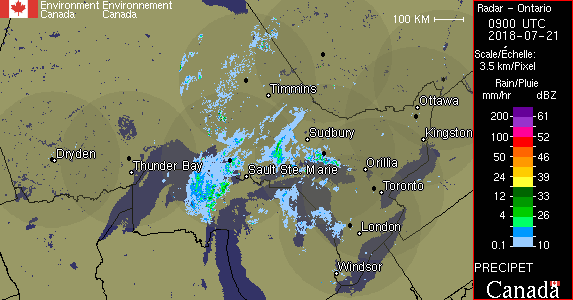 Environment Environnement
Canada Canada
100 KM
Timmins
Ottawa
Sudbury
Kingston
Dryden
Thunder Bay
Sault Ste. Marie
Orillia
Toronto
London
Windsor
Radar - Ontario
0900 UTC
2018-07-21
Scale/Échelle:
3.5 km/Pixel
Rain/Pluie
mm/hr dBZ
200 61
100 56
100 52
50 46
24 39
12 33
4 26
0.1 10
PRECIPET
Canada